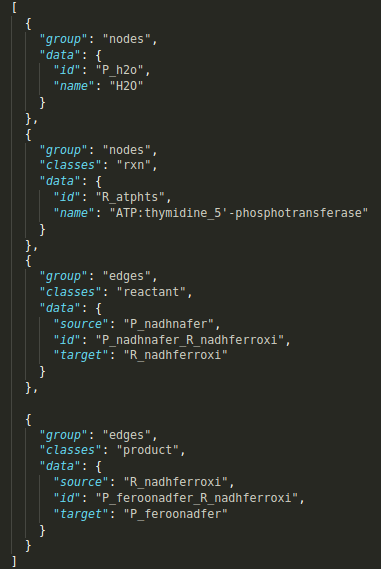 [
  {
    "group": "nodes",
    "data": {
      "id": "P_h2o",
      "name": "H2O"
    }
  },
  {
    "group": "nodes",
    "classes": "rxn",
    "data": {
      "id": "R_atphts",
      "name": "ATP:thymidine_5'-phosphotransferase"
    }
  },
  {
    "group": "edges",
    "classes": "reactant",
    "data": {
      "source": "P_nadhnafer",
      "id": "P_nadhnafer_R_nadhferroxi",
      "target": "R_nadhferroxi"
    }
  },

  {
    "group": "edges",
    "classes": "product",
    "data": {
      "source": "R_nadhferroxi",
      "id": "P_feroonadfer_R_nadhferroxi",
      "target": "P_feroonadfer"
    }
  }
]